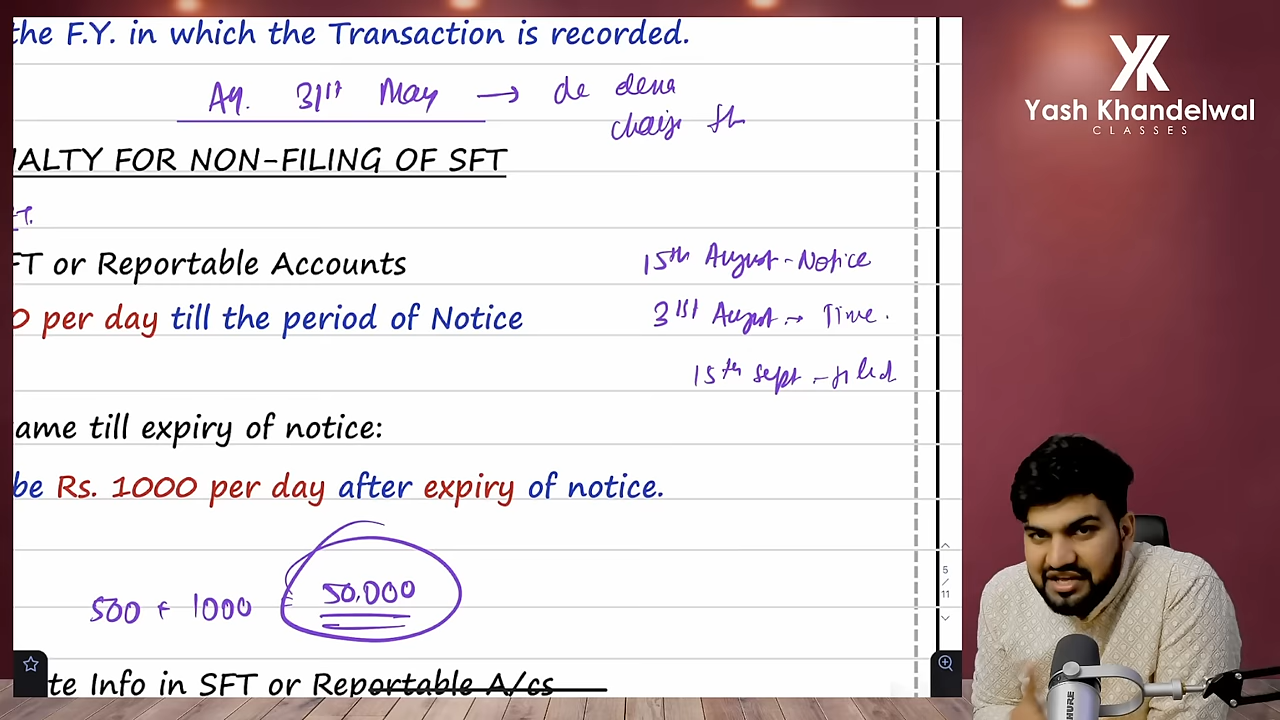 the F.Y. in which the Transaction is recorded.
31st May → de dena
YK
Yash Khandelwal
CLASSES
ALTY FOR NON-FILING OF SFT
FT or Reportable Accounts
15th August - Notice
0 per day till the period of Notice
31st August → Time.
15th Sept - filed
ame till expiry of notice:
be Rs. 1000 per day after expiry of notice.
5
/
11
500 + 1000 = 50,000
te Info in SFT or Reportable A/cs